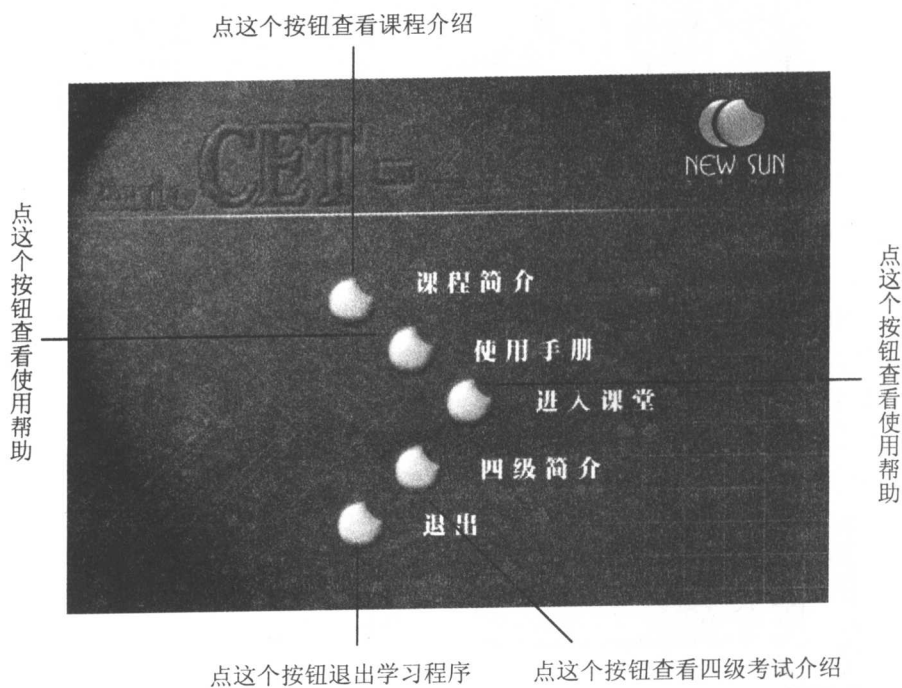 点这个按钮查看课程介绍
CET-4
NEW SUN
点这个按钮查看使用帮助
课程简介
使用手册
进入课堂
四级简介
退出
点这个按钮查看使用帮助
点这个按钮退出学习程序
点这个按钮查看四级考试介绍